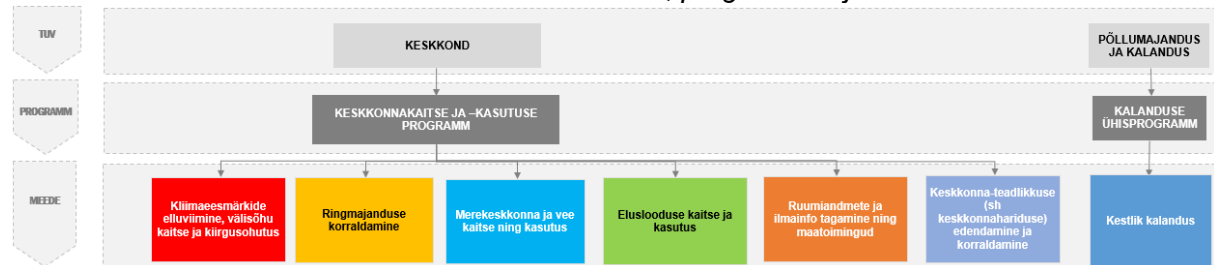 TUV
KESKKOND
PÕLLUMAJANDUS
JA KALANDUS
PROGRAMM
KESKKONNAKAITSE JA –KASUTUSE
PROGRAMM
KALANDUSE
ÜHISPROGRAMM
MEEDE
Kliimaeesmärkide
elluviimine, välisõhu
kaitse ja kiirgusohutus
Ringmajanduse
korraldamine
Merekeskkonna ja vee
kaitse ning kasutus
Eluslooduse kaitse ja
kasutus
Ruumiandmete ja
ilmainfo tagamine ning
maatoimingud
Keskkonna-teadlikkuse
(sh
keskkonnahariduse)
edendamine ja
korraldamine
Kestlik kalandus